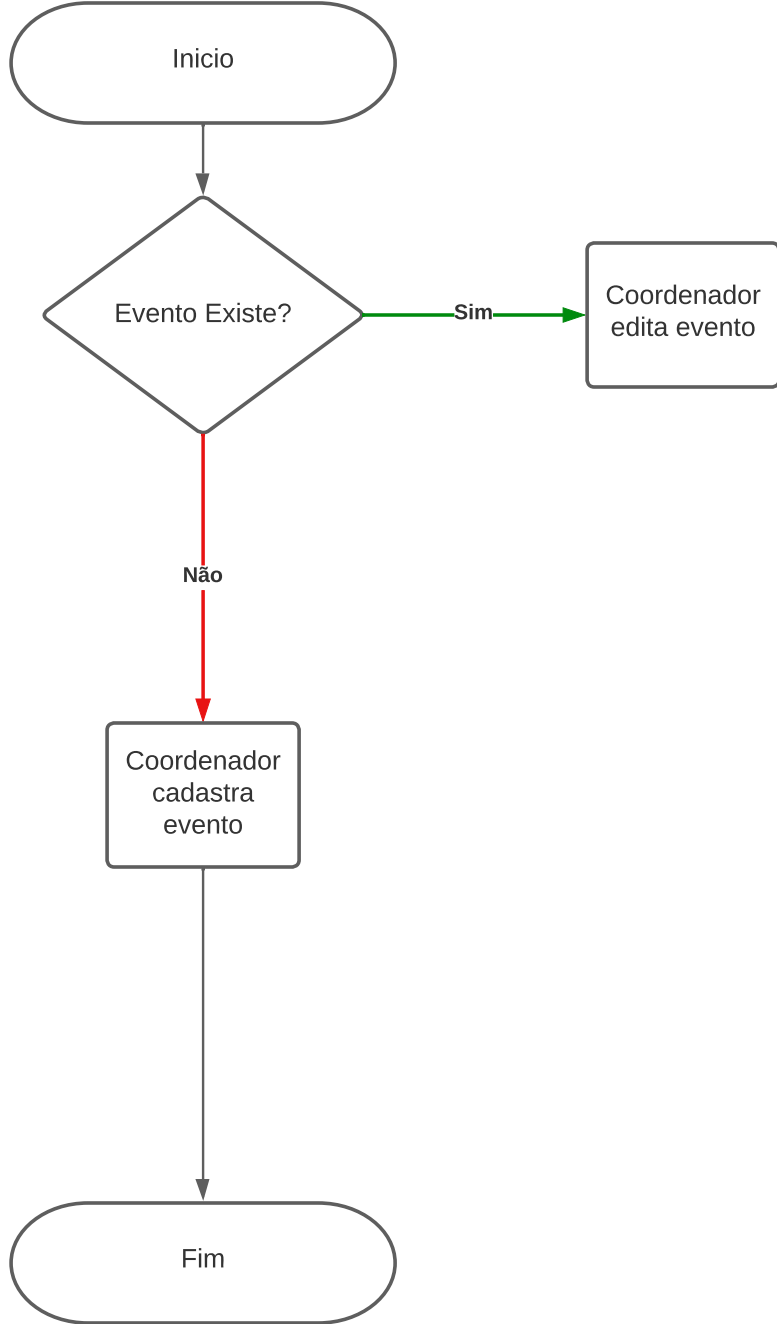 Inicio
Evento Existe?
Sim
Coordenador
edita evento
Não
Coordenador
cadastra
evento
Fim